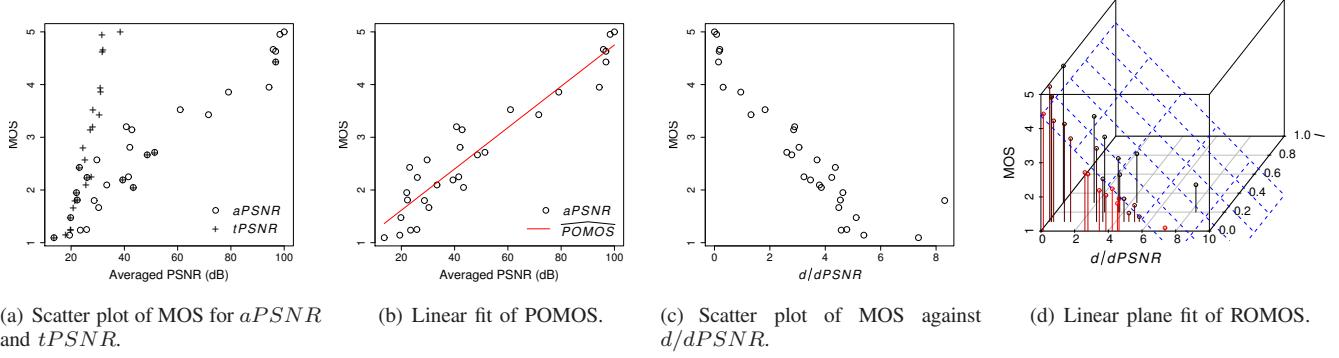 MOS
5
4
3
2
1
20 40 60 80 100
Averaged PSNR (dB)
aPSNR
tPSNR
MOS
5
4
3
2
1
20 40 60 80 100
Averaged PSNR (dB)
aPSNR
POMOS
MOS
5
4
3
2
1
0 2 4 6 8
d/dPSNR
MOS
5
4
3
2
1
0 2 4 6 8 10
d/dPSNR
0.0
0.2
0.4
0.6
0.8
1.0
I
(a) Scatter plot of MOS for aPSNR
and tPSNR.
(b) Linear fit of POMOS.
(c) Scatter plot of MOS against
d/dPSNR.
(d) Linear plane fit of ROMOS.